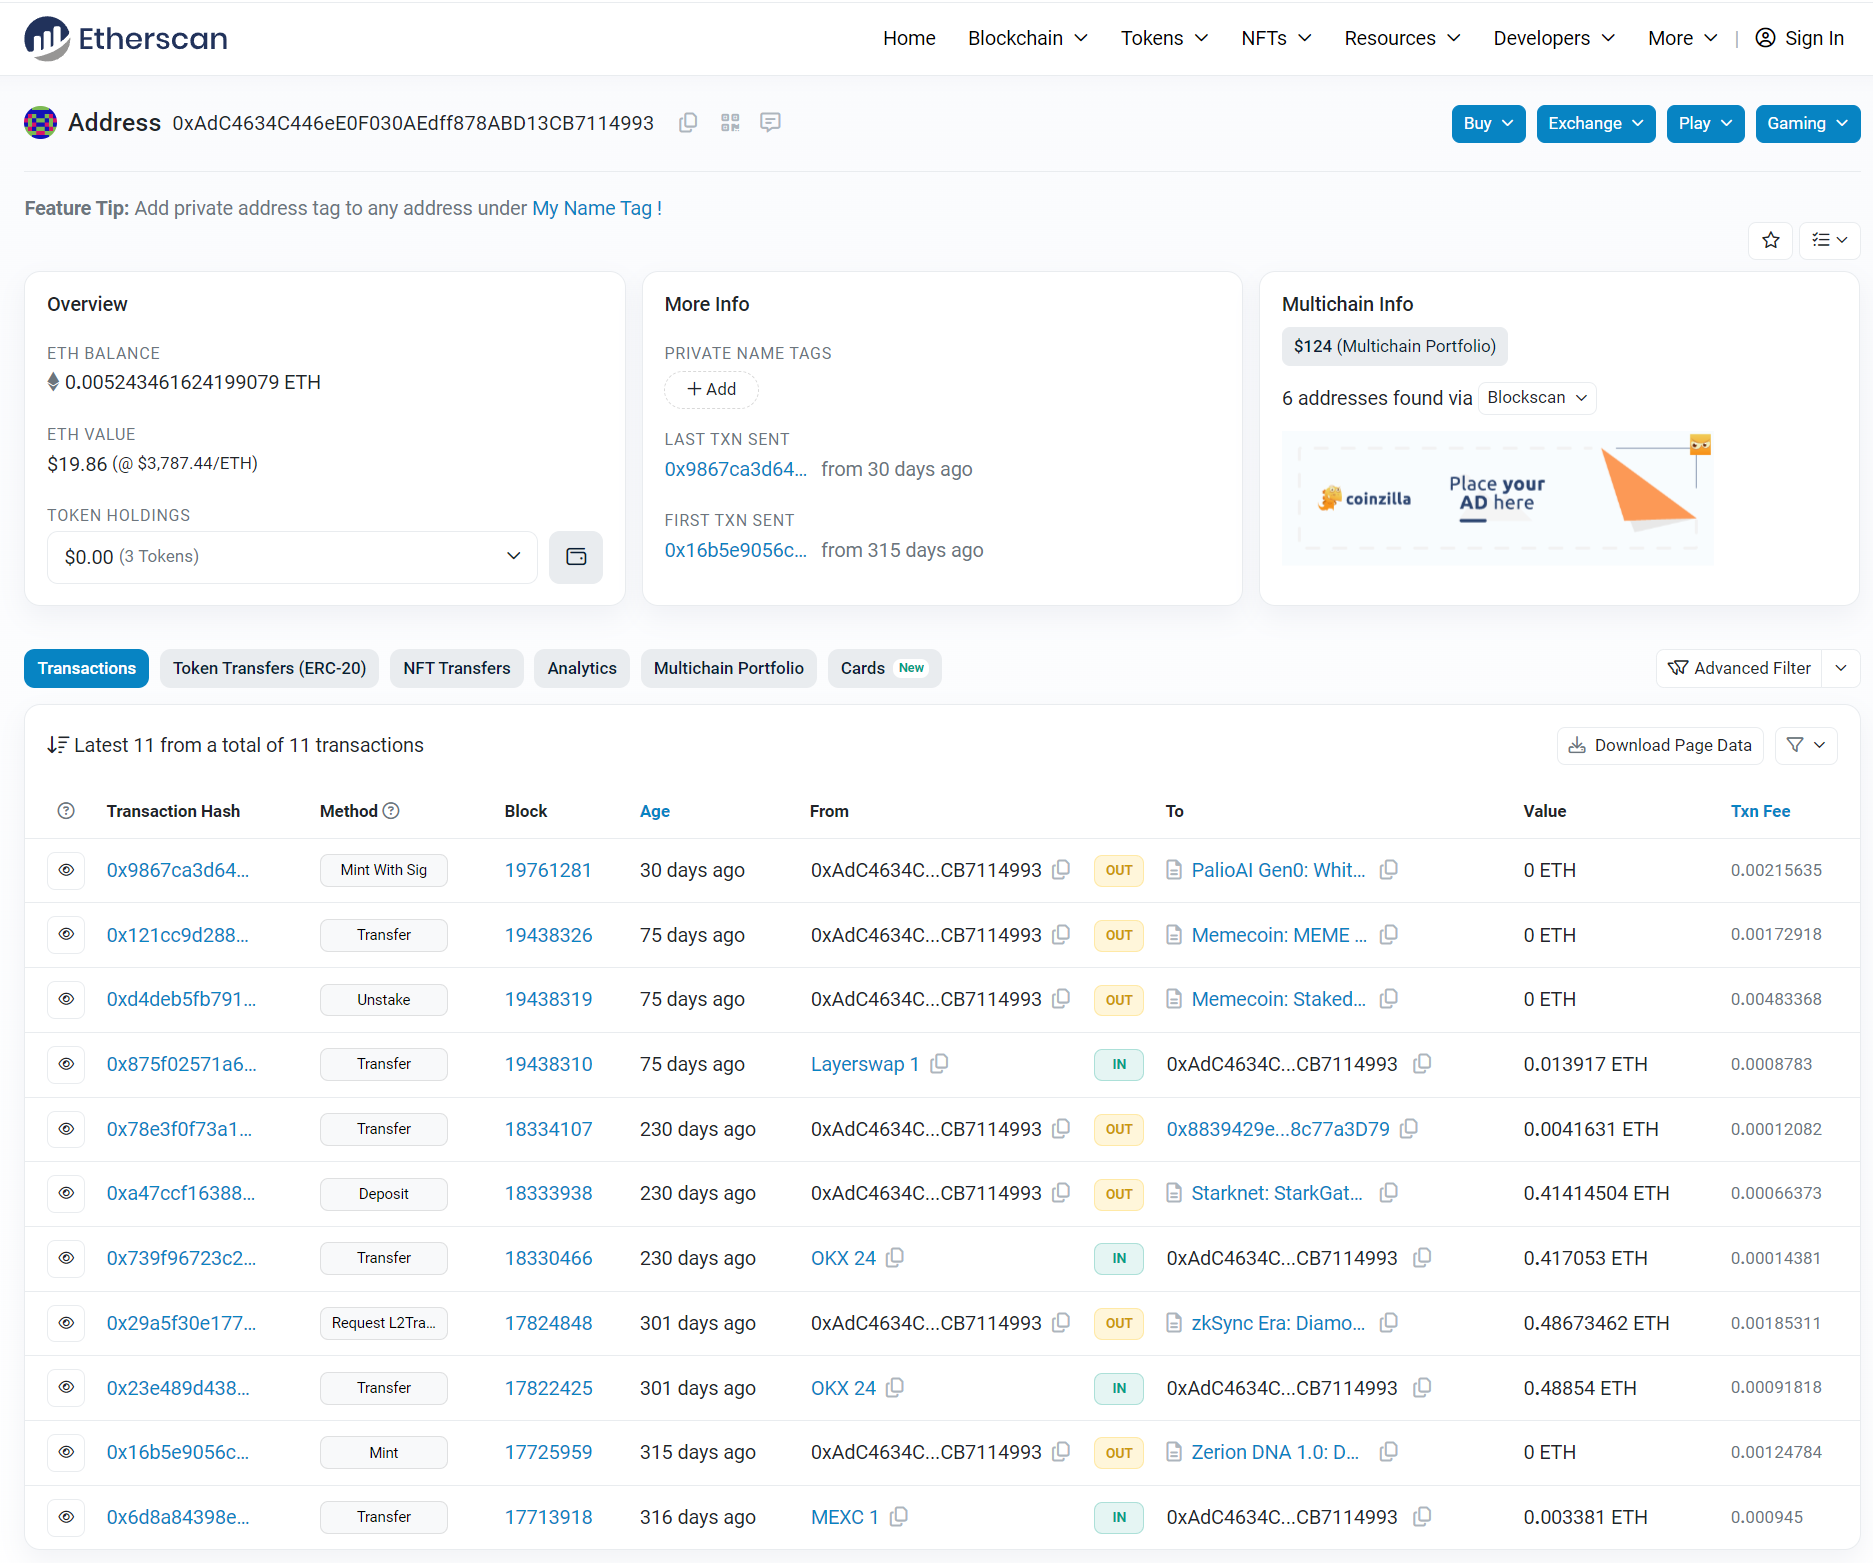 Etherscan
Home Blockchain Tokens NFTs Resources Developers More | Sign In
Address 0xAdC4634C446eE0F030AEdff878ABD13CB7114993
Buy Exchange Play Gaming
Feature Tip: Add private address tag to any address under My Name Tag !
Overview
ETH BALANCE
0.005243461624199079 ETH
ETH VALUE
$19.86 (@ $3,787.44/ETH)
TOKEN HOLDINGS
$0.00 (3 Tokens)
More Info
PRIVATE NAME TAGS
+ Add
LAST TXN SENT
0x9867ca3d64... from 30 days ago
FIRST TXN SENT
0x16b5e9056c... from 315 days ago
Multichain Info
$124 (Multichain Portfolio)
6 addresses found via Blockscan
coinzilla
Place your
AD here
Transactions Token Transfers (ERC-20) NFT Transfers Analytics Multichain Portfolio Cards New
Advanced Filter
Latest 11 from a total of 11 transactions
Download Page Data
Transaction Hash Method Block Age From To Value Txn Fee
0x9867ca3d64... Mint With Sig 19761281 30 days ago 0xAdC4634C...CB7114993 OUT PalioAI Gen0: Whit... 0 ETH 0.00215635
0x121cc9d288... Transfer 19438326 75 days ago 0xAdC4634C...CB7114993 OUT Memecoin: MEME ... 0 ETH 0.00172918
0xd4deb5fb791... Unstake 19438319 75 days ago 0xAdC4634C...CB7114993 OUT Memecoin: Staked... 0 ETH 0.00483368
0x875f02571a6... Transfer 19438310 75 days ago Layerswap 1 IN 0xAdC4634C...CB7114993 0.013917 ETH 0.0008783
0x78e3f0f73a1... Transfer 18334107 230 days ago 0xAdC4634C...CB7114993 OUT 0x8839429e...8c77a3D79 0.0041631 ETH 0.00012082
0xa47ccf16388... Deposit 18333938 230 days ago 0xAdC4634C...CB7114993 OUT Starknet: StarkGat... 0.41414504 ETH 0.00066373
0x739f96723c2... Transfer 18330466 230 days ago OKX 24 IN 0xAdC4634C...CB7114993 0.417053 ETH 0.00014381
0x29a5f30e177... Request L2Tra... 17824848 301 days ago 0xAdC4634C...CB7114993 OUT zkSync Era: Diamo... 0.48673462 ETH 0.00185311
0x23e489d438... Transfer 17822425 301 days ago OKX 24 IN 0xAdC4634C...CB7114993 0.48854 ETH 0.00091818
0x16b5e9056c... Mint 17725959 315 days ago 0xAdC4634C...CB7114993 OUT Zerion DNA 1.0: D... 0 ETH 0.00124784
0x6d8a84398e... Transfer 17713918 316 days ago MEXC 1 IN 0xAdC4634C...CB7114993 0.003381 ETH 0.000945